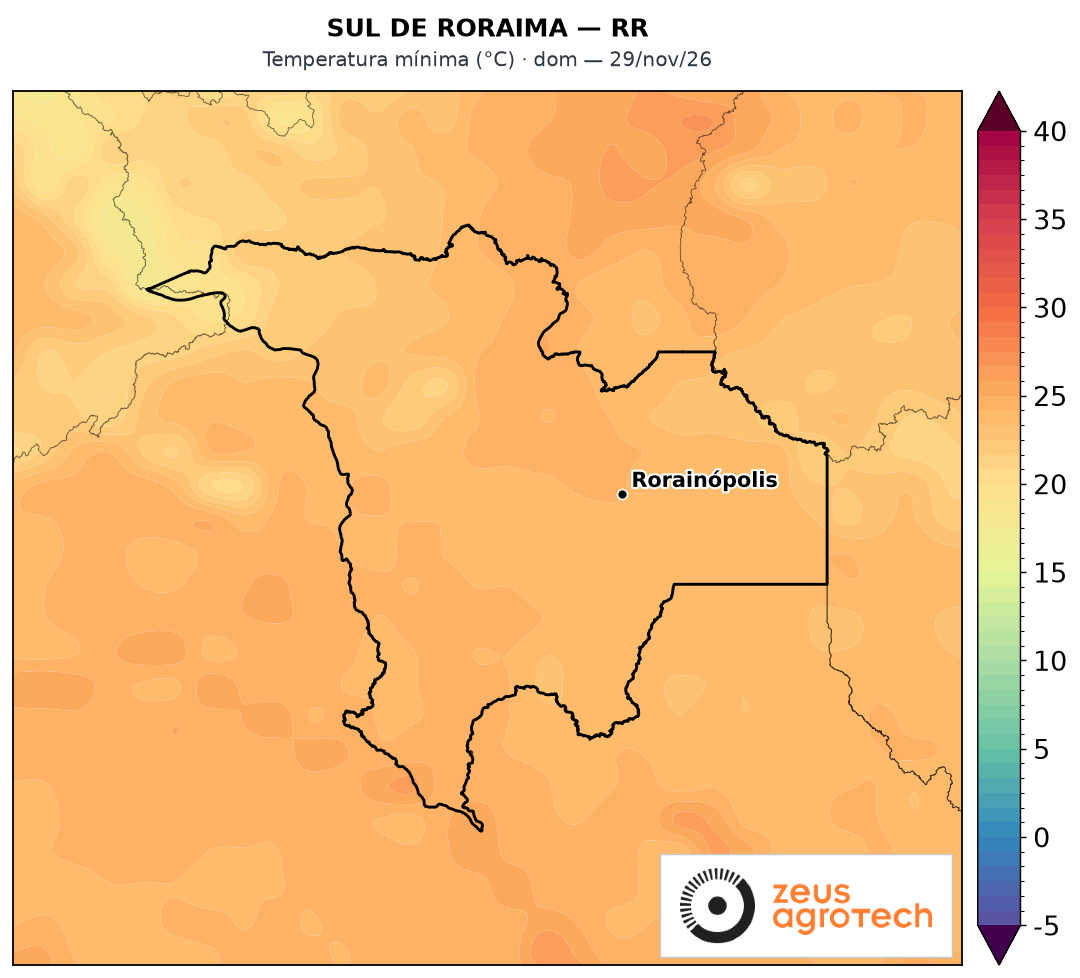 SUL DE RORAIMA — RR
Temperatura mínima (°C) · dom — 29/nov/26
40
35
30
25
20
15
10
5
0
-5
Rorainópolis
zeus
agrotech